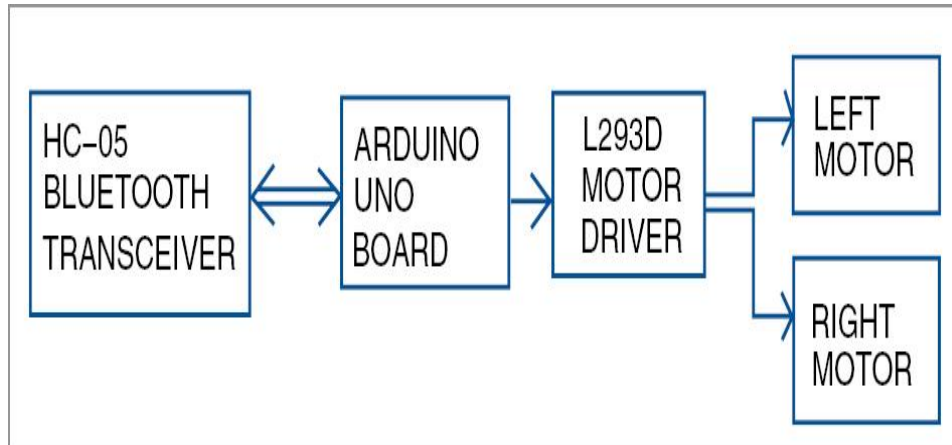 HC–05
BLUETOOTH
TRANSCEIVER
ARDUINO
UNO
BOARD
L293D
MOTOR
DRIVER
LEFT
MOTOR
RIGHT
MOTOR